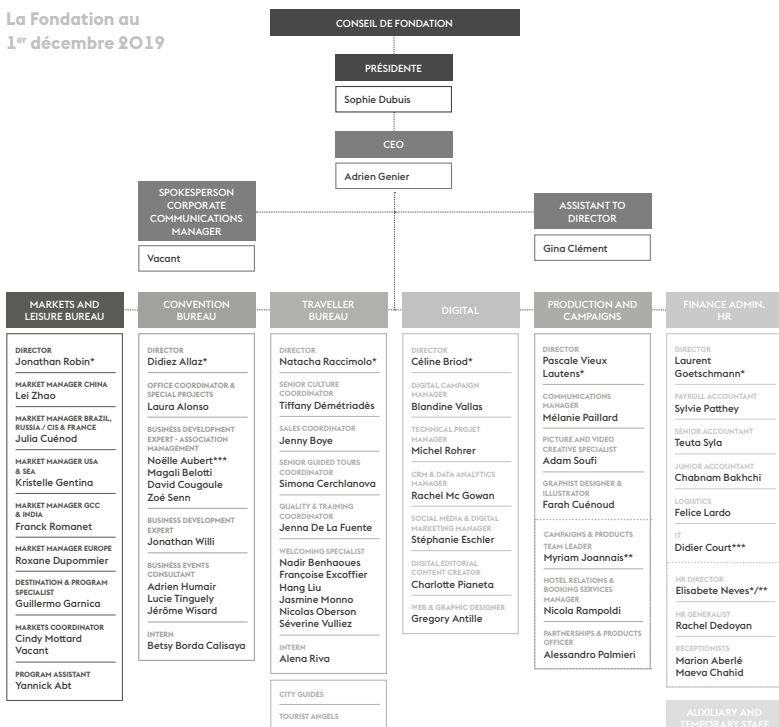 La Fondation au
1er décembre 2019
CONSEIL DE FONDATION
PRÉSIDENTE
Sophie Dubuis
CEO
Adrien Genier
SPOKESPERSON
CORPORATE
COMMUNICATIONS
MANAGER
Vacant
ASSISTANT TO
DIRECTOR
Gina Clément
MARKETS AND
LEISURE BUREAU
DIRECTOR
Jonathan Robin*
MARKET MANAGER CHINA
Lei Zhao
MARKET MANAGER BRAZIL,
RUSSIA / CIS & FRANCE
Julia Cuénod
MARKET MANAGER USA
& SEA
Kristelle Gentina
MARKET MANAGER GCC
& INDIA
Franck Romanet
MARKET MANAGER EUROPE
Roxane Dupommier
DESTINATION & PROGRAM
SPECIALIST
Guillermo Garnica
MARKETS COORDINATOR
Cindy Mottard
Vacant
PROGRAM ASSISTANT
Yannick Abt
CONVENTION
BUREAU
DIRECTOR
Didiez Allaz*
OFFICE COORDINATOR &
SPECIAL PROJECTS
Laura Alonso
BUSINESS DEVELOPMENT
EXPERT - ASSOCIATION
MANAGEMENT
Noëlle Aubert***
Magali Belotti
David Cougoule
Zoé Senn
BUSINESS DEVELOPMENT
EXPERT
Jonathan Willi
BUSINESS EVENTS
CONSULTANT
Adrien Humair
Lucie Tinguely
Jérôme Wisard
INTERN
Betsy Borda Calisaya
TRAVELLER
BUREAU
DIRECTOR
Natacha Raccimolo*
SENIOR CULTURE
COORDINATOR
Tiffany Démétriadès
SALES COORDINATOR
Jenny Boye
SENIOR GUIDED TOURS
COORDINATOR
Simona Cerchlanova
QUALITY & TRAINING
COORDINATOR
Jenna De La Fuente
WELCOMING SPECIALIST
Nadir Benhaoues
Françoise Excoffier
Hang Liu
Jasmine Monno
Nicolas Oberson
Séverine Vulliez
INTERN
Alena Riva
CITY GUIDES
TOURIST ANGELS
DIGITAL
DIRECTOR
Céline Briod*
DIGITAL CAMPAIGN
MANAGER
Blandine Vallas
TECHNICAL PROJET
MANAGER
Michel Rohrer
CRM & DATA ANALYTICS
MANAGER
Rachel Mc Gowan
SOCIAL MEDIA & DIGITAL
MARKETING MANAGER
Stéphanie Eschler
DIGITAL EDITORIAL
CONTENT CREATOR
Charlotte Pianeta
WEB & GRAPHIC DESIGNER
Gregory Antille
PRODUCTION AND
CAMPAIGNS
DIRECTOR
Pascale Vieux
Lautens*
COMMUNICATIONS
MANAGER
Mélanie Paillard
PICTURE AND VIDEO
CREATIVE SPECIALIST
Adam Soufi
GRAPHIST DESIGNER &
ILLUSTRATOR
Farah Cuénoud
CAMPAIGNS & PRODUCTS
TEAM LEADER
Myriam Joannais**
HOTEL RELATIONS &
BOOKING SERVICES
MANAGER
Nicola Rampoldi
PARTNERSHIPS & PRODUCTS
OFFICER
Alessandro Palmieri
FINANCE ADMIN.
HR
DIRECTOR
Laurent
Goetschmann*
PAYROLL ACCOUNTANT
Sylvie Patthey
SENIOR ACCOUNTANT
Teuta Syla
JUNIOR ACCOUNTANT
Chabnam Bakhchi
LOGISTICS
Felice Lardo
IT
Didier Court***
HR DIRECTOR
Elisabete Neves*/**
HR GENERALIST
Rachel Dedoyan
RECEPTIONISTS
Marion Aberlé
Maeva Chahid
AUXILIARY AND
TEMPORARY STAFF